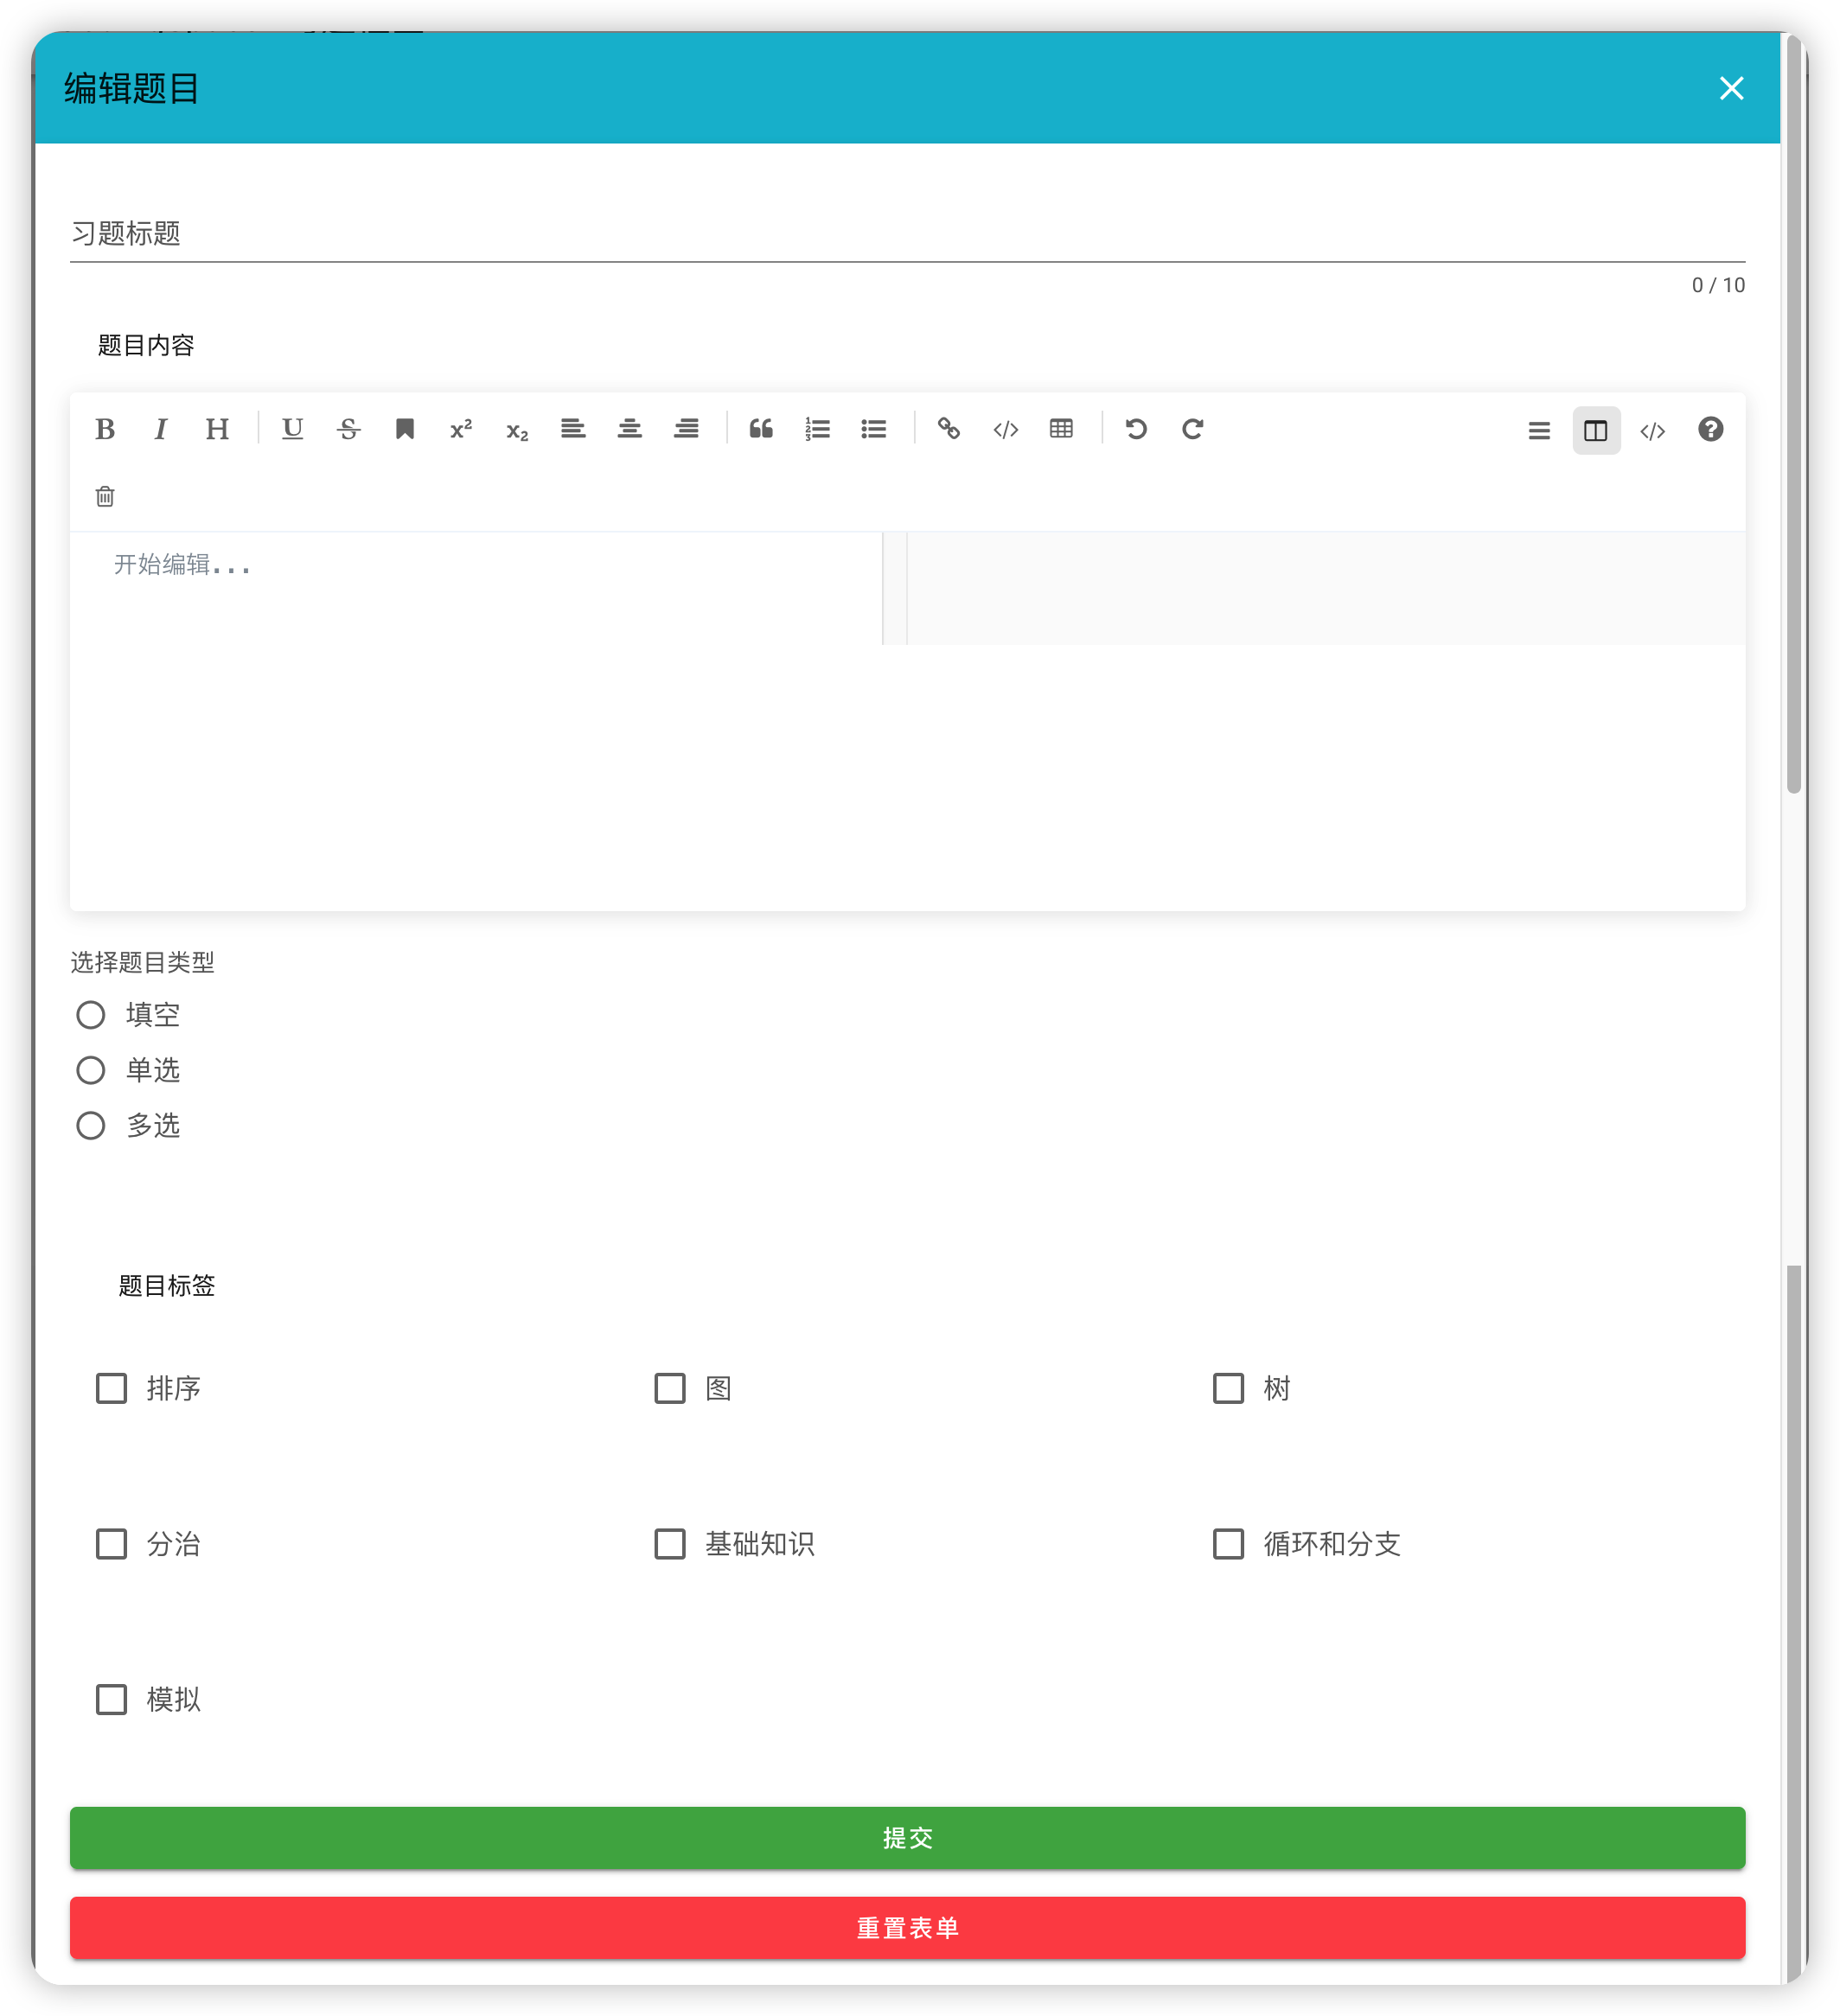 编辑题目
习题标题
0 / 10
题目内容
B I H U S x² x₂
开始编辑...
选择题目类型
填空
单选
多选
题目标签
排序 图 树
分治 基础知识 循环和分支
模拟
提交
重置表单